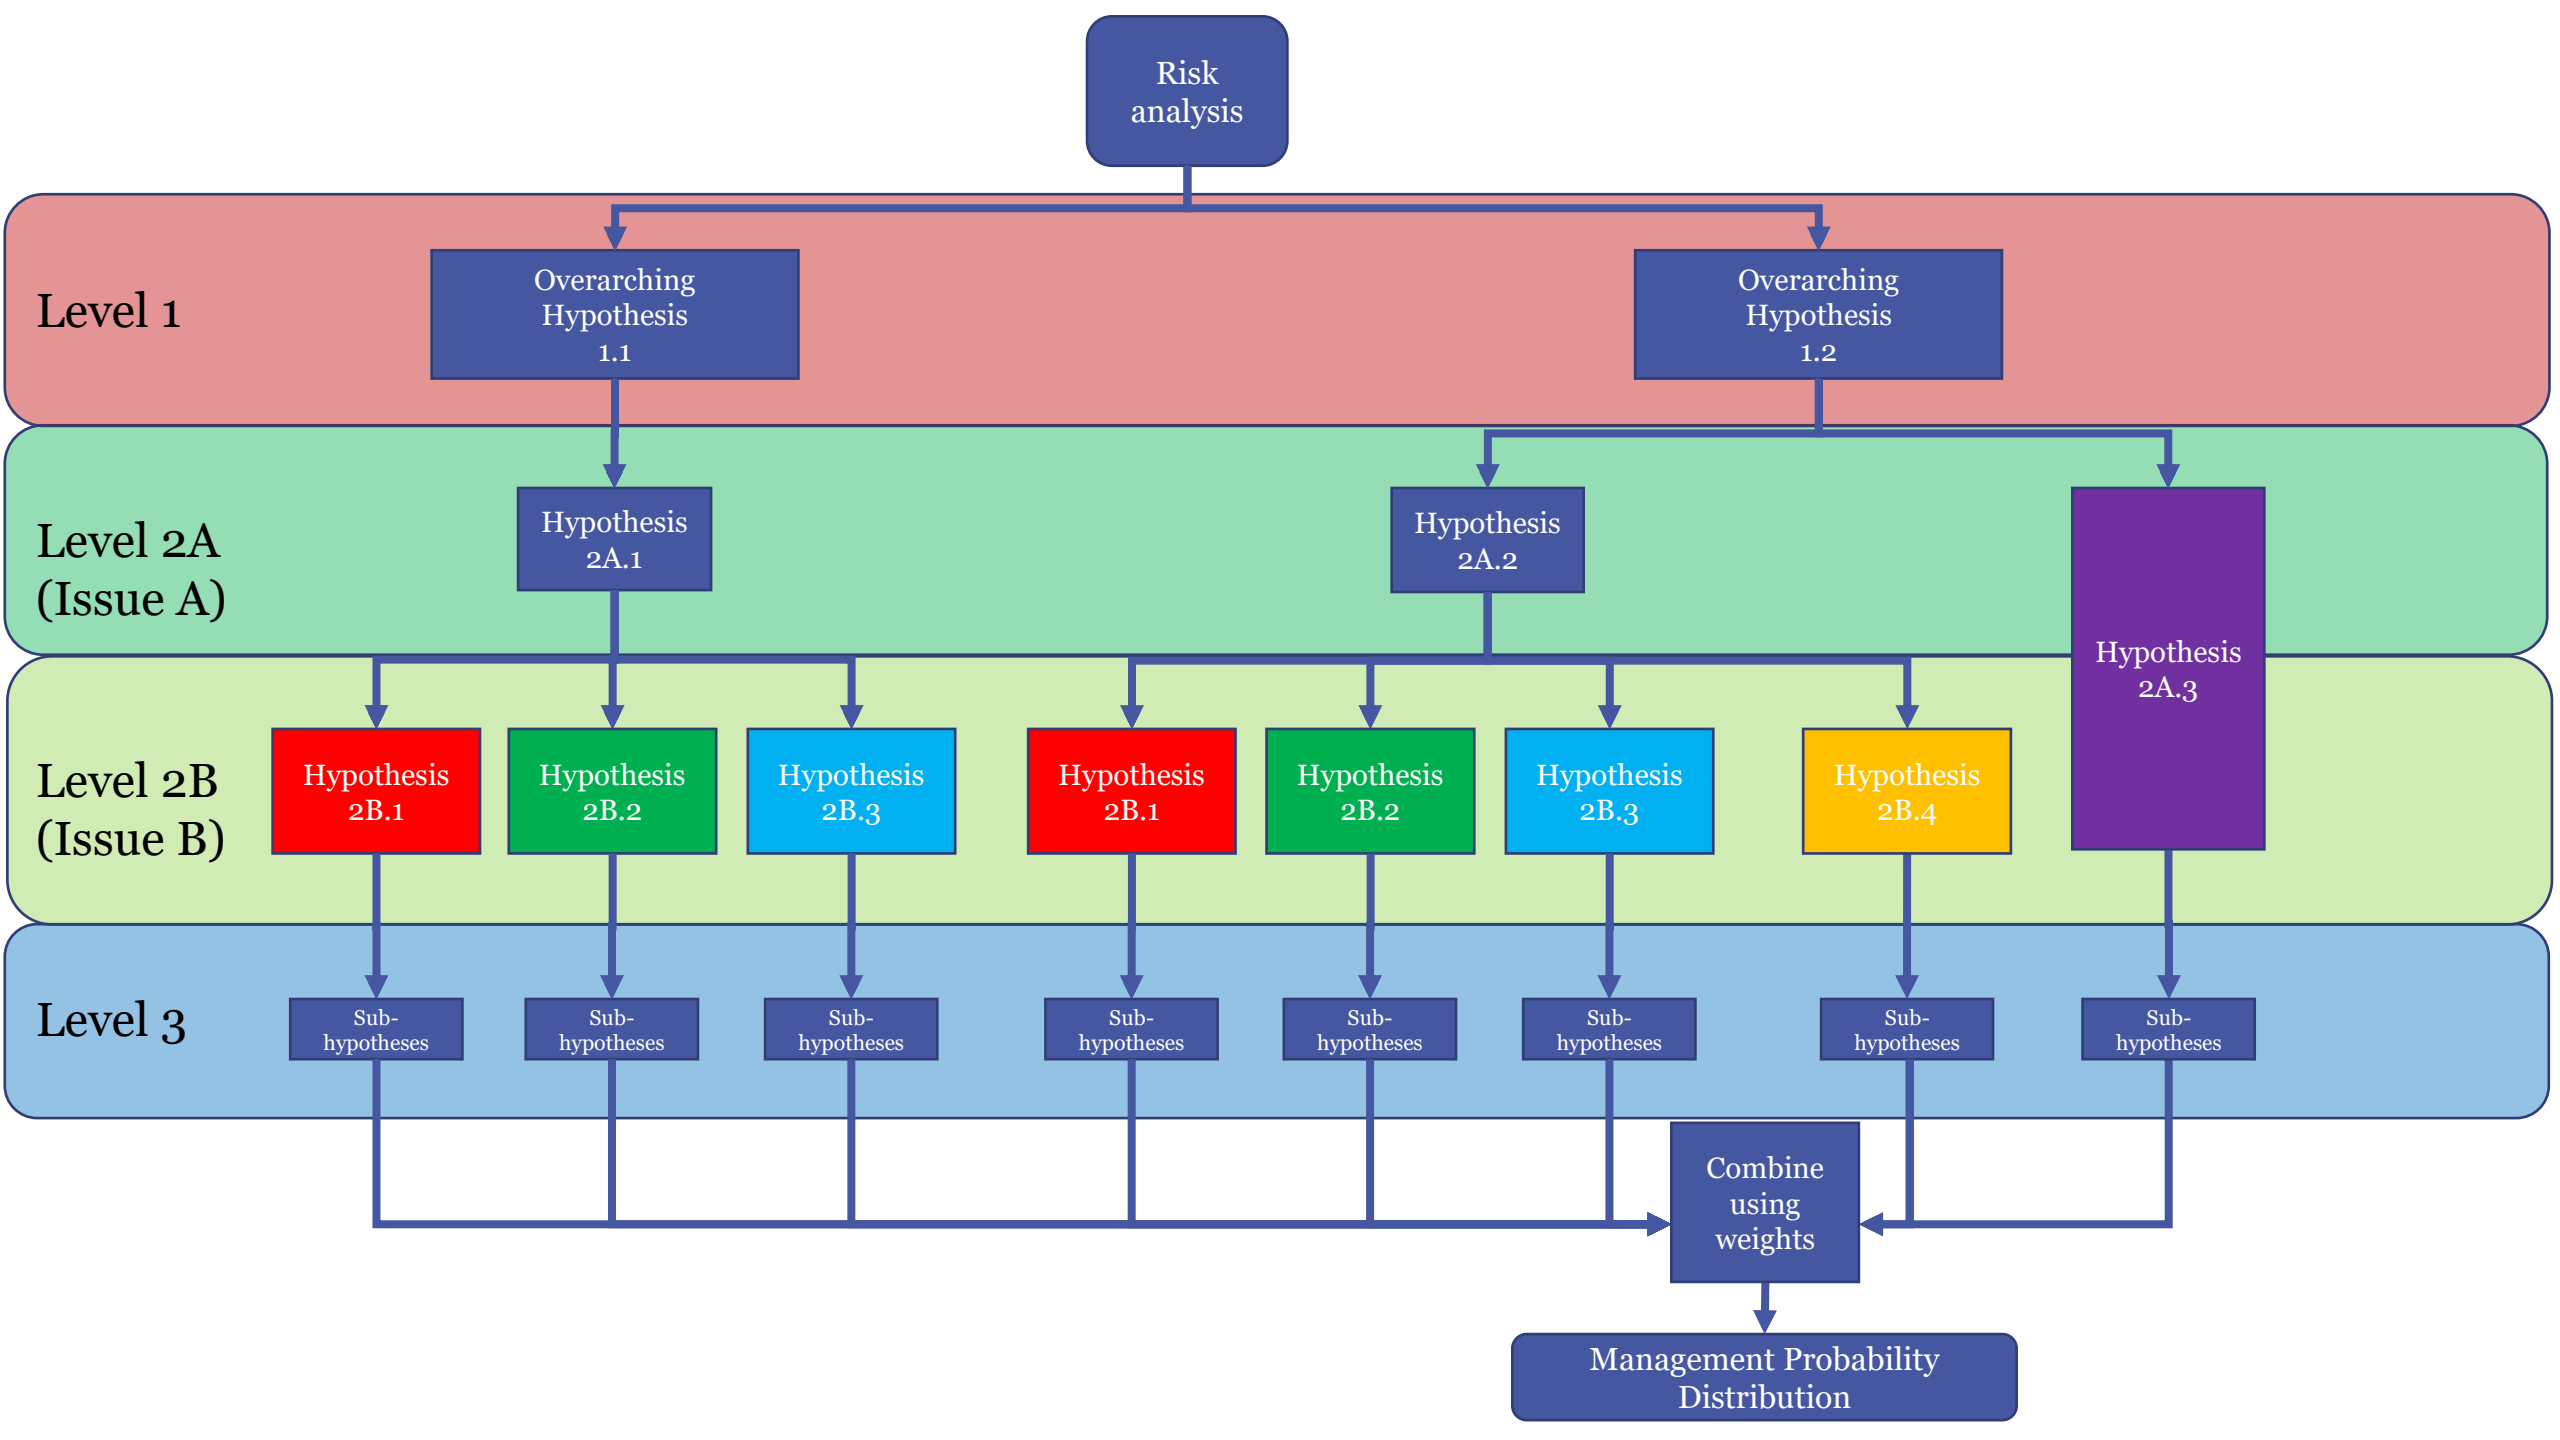 Risk
analysis
Level 1
Overarching
Hypothesis
1.1
Overarching
Hypothesis
1.2
Level 2A
(Issue A)
Hypothesis
2A.1
Hypothesis
2A.2
Hypothesis
2A.3
Level 2B
(Issue B)
Hypothesis
2B.1
Hypothesis
2B.2
Hypothesis
2B.3
Hypothesis
2B.1
Hypothesis
2B.2
Hypothesis
2B.3
Hypothesis
2B.4
Level 3
Sub-
hypotheses
Sub-
hypotheses
Sub-
hypotheses
Sub-
hypotheses
Sub-
hypotheses
Sub-
hypotheses
Sub-
hypotheses
Sub-
hypotheses
Combine
using
weights
Management Probability
Distribution